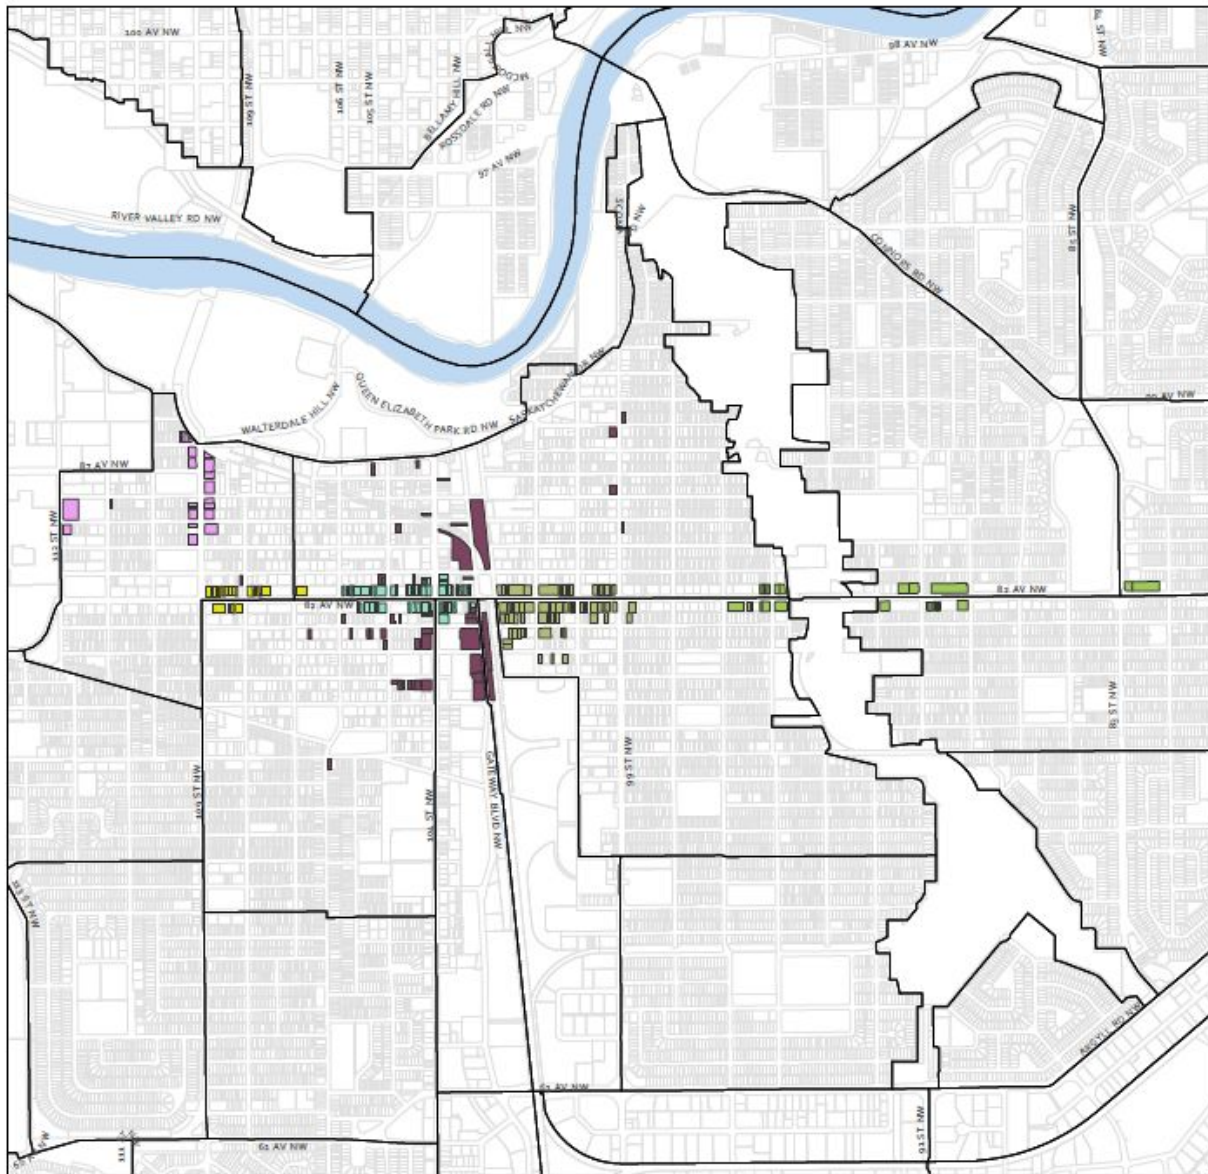 100 AV NW
109 ST NW
106 ST NW
105 ST NW
BELLAMY HILL NW
ROSSDALE RD NW
97 AV NW
98 AV NW
RIVER VALLEY RD NW
CONNORS RD NW
85 ST NW
WALTERDALE HILL NW
QUEEN ELIZABETH PARK RD NW
87 AV NW
112 ST NW
82 AV NW
82 AV NW
83 ST NW
99 ST NW
109 ST NW
104 ST NW
GATEWAY BLVD NW
113 ST NW
ARGYLL RD NW
63 AV NW
61 AV NW
91 ST NW